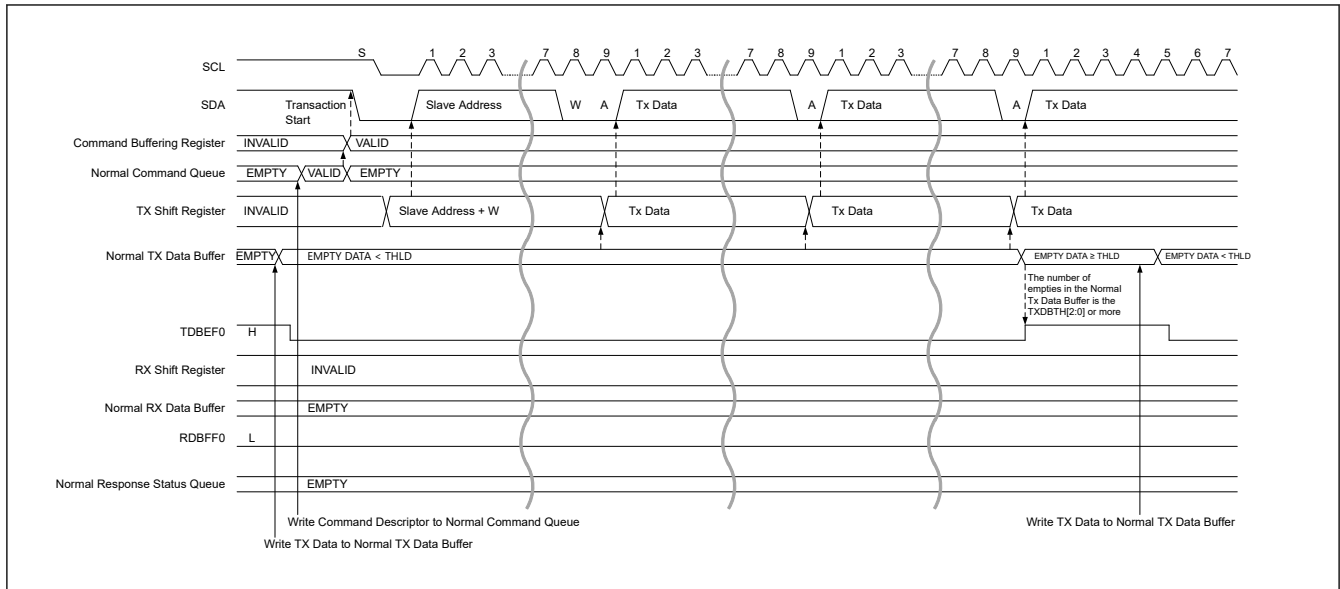 S 1 2 3 7 8 9 1 2 3 7 8 9 1 2 3 7 8 9 1 2 3 4 5 6 7
SCL
SDA Transaction Start Slave Address W A Tx Data A Tx Data A Tx Data
Command Buffering Register INVALID VALID
Normal Command Queue EMPTY VALID EMPTY
TX Shift Register INVALID Slave Address + W Tx Data Tx Data Tx Data
Normal TX Data Buffer EMPTY EMPTY DATA < THLD EMPTY DATA ≥ THLD EMPTY DATA < THLD
The number of
empties in the Normal
Tx Data Buffer is the
TXDBTH[2:0] or more
TDBEF0 H
RX Shift Register INVALID
Normal RX Data Buffer EMPTY
RDBFF0 L
Normal Response Status Queue EMPTY
Write Command Descriptor to Normal Command Queue Write TX Data to Normal TX Data Buffer
Write TX Data to Normal TX Data Buffer